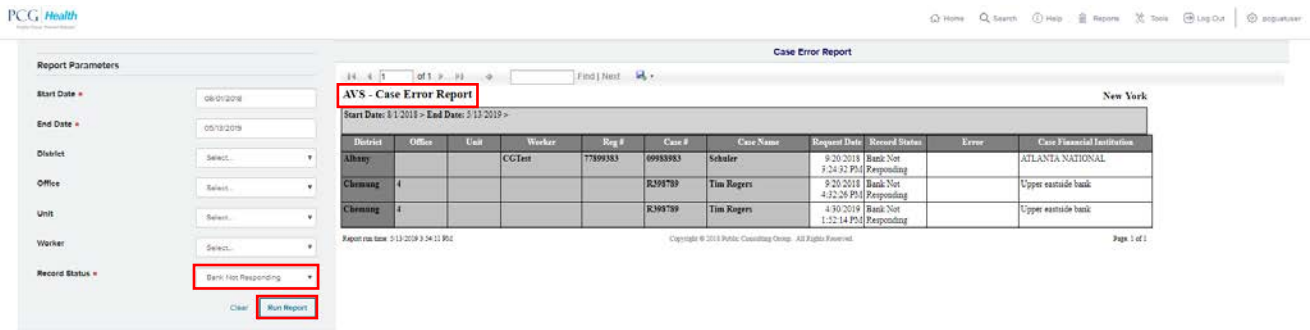 PCG Health
Home Search Help Reports Tools Log Out pcguatuser
Report Parameters
Start Date *
08/01/2018
End Date *
05/13/2019
District
Select...
Office
Select...
Unit
Select...
Worker
Select...
Record Status *
Bank Not Responding
Clear Run Report
Case Error Report
1 of 1 Find | Next
AVS - Case Error Report New York
Start Date: 8/1/2018 > End Date: 5/13/2019 >
District Office Unit Worker Reg # Case # Case Name Request Date Record Status Error Case Financial Institution
Albany CGTest 77899383 09988983 Schuler 9/20/2018 Bank Not ATLANTA NATIONAL
3:24:32 PM Responding
Chemung 4 R398789 Tim Rogers 9/20/2018 Bank Not Upper eastside bank
4:32:26 PM Responding
Chemung 4 R398789 Tim Rogers 4/30/2019 Bank Not Upper eastside bank
1:52:14 PM Responding
Report run time: 5/13/2019 3:54:11 PM Copyright © 2018 Public Consulting Group. All Rights Reserved. Page 1 of 1